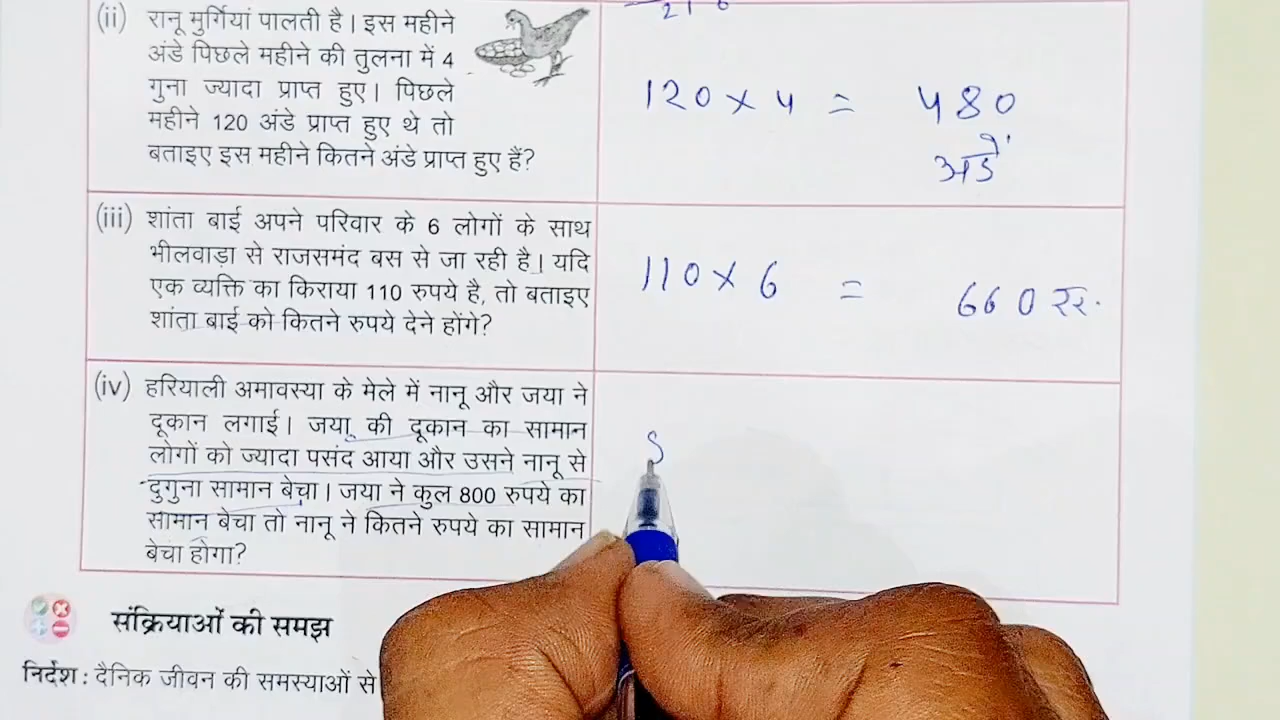 (ii) रानू मुर्गियां पालती है। इस महीने
अंडे पिछले महीने की तुलना में 4
गुना ज्यादा प्राप्त हुए। पिछले
महीने 120 अंडे प्राप्त हुए थे तो
बताइए इस महीने कितने अंडे प्राप्त हुए हैं?
120 × 4 = 480
अडें
(iii) शांता बाई अपने परिवार के 6 लोगों के साथ
भीलवाड़ा से राजसमंद बस से जा रही है। यदि
एक व्यक्ति का किराया 110 रुपये है, तो बताइए
शांता बाई को कितने रुपये देने होंगे?
110 × 6 = 660 रू.
(iv) हरियाली अमावस्या के मेले में नानू और जया ने
दूकान लगाई। जया की दूकान का सामान
लोगों को ज्यादा पसंद आया और उसने नानू से
दुगुना सामान बेचा। जया ने कुल 800 रुपये का
सामान बेचा तो नानू ने कितने रुपये का सामान
बेचा होगा?
संक्रियाओं की समझ
निर्देश : दैनिक जीवन की समस्याओं से